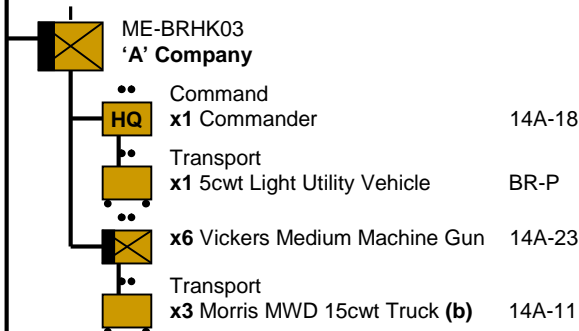 ME-BRHK03
‘A’ Company
Command
HQ x1 Commander 14A-18
Transport
x1 5cwt Light Utility Vehicle BR-P
x6 Vickers Medium Machine Gun 14A-23
Transport
x3 Morris MWD 15cwt Truck (b) 14A-11